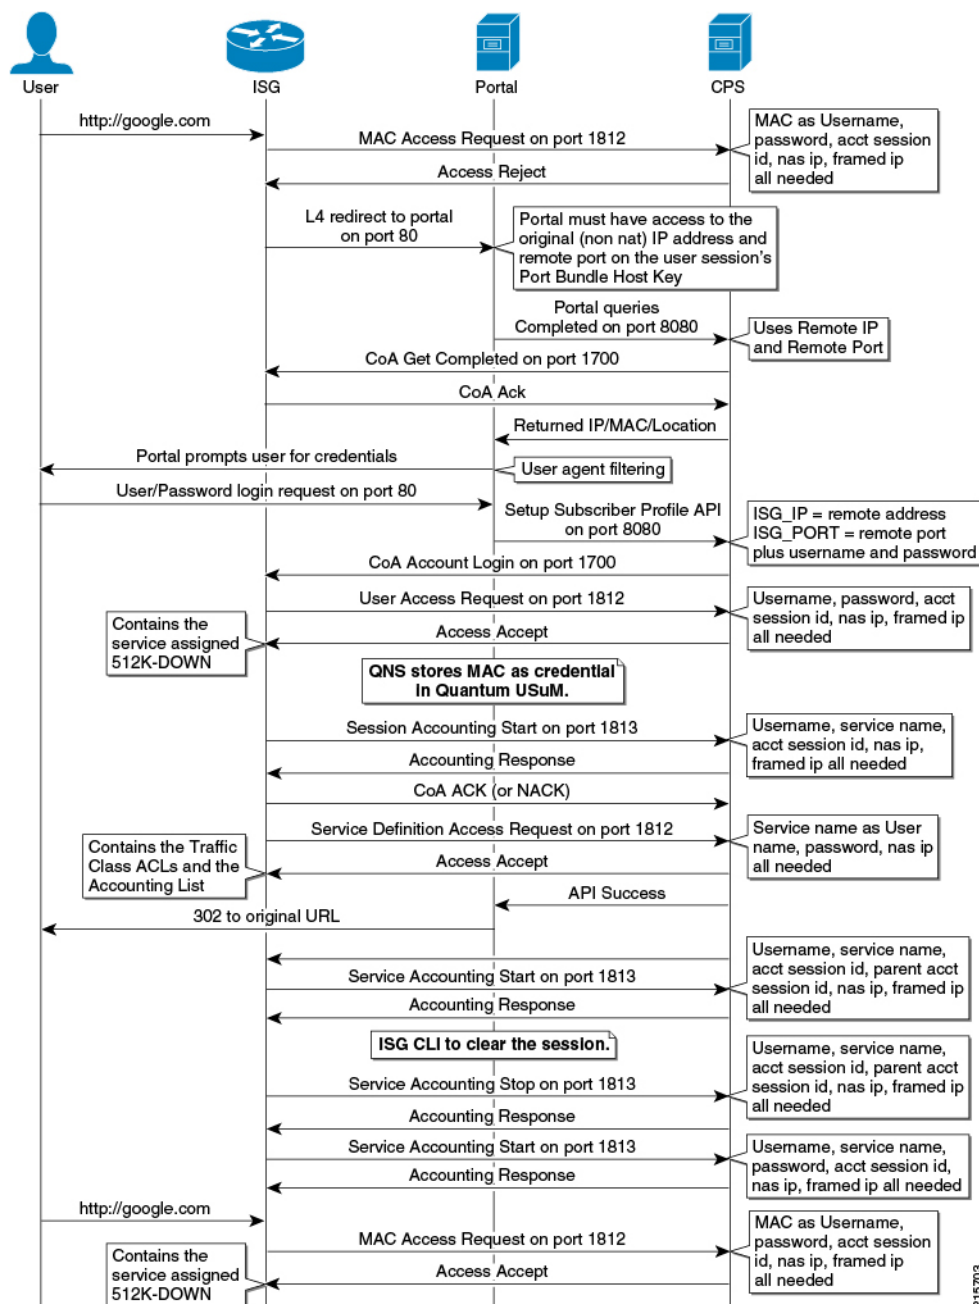 User
ISG
Portal
CPS
http://google.com
MAC Access Request on port 1812
MAC as Username,
password, acct session
id, nas ip, framed ip
all needed
Access Reject
L4 redirect to portal
on port 80
Portal must have access to the
original (non nat) IP address and
remote port on the user session's
Port Bundle Host Key
Portal queries
Completed on port 8080
Uses Remote IP
and Remote Port
CoA Get Completed on port 1700
CoA Ack
Returned IP/MAC/Location
Portal prompts user for credentials
User agent filtering
User/Password login request on port 80
Setup Subscriber Profile API
on port 8080
ISG_IP = remote address
ISG_PORT = remote port
plus username and password
CoA Account Login on port 1700
User Access Request on port 1812
Username, password, acct
session id, nas ip, framed ip
all needed
Contains the
service assigned
512K-DOWN
Access Accept
QNS stores MAC as credential
in Quantum USuM.
Session Accounting Start on port 1813
Username, service name,
acct session id, nas ip,
framed ip all needed
Accounting Response
CoA ACK (or NACK)
Service Definition Access Request on port 1812
Service name as User
name, password, nas ip
all needed
Contains the Traffic
Class ACLs and the
Accounting List
Access Accept
API Success
302 to original URL
Username, service name,
acct session id, parent acct
session id, nas ip, framed ip
all needed
Service Accounting Start on port 1813
Accounting Response
ISG CLI to clear the session.
Username, service name,
acct session id, parent acct
session id, nas ip, framed ip
all needed
Service Accounting Stop on port 1813
Accounting Response
Service Accounting Start on port 1813
Username, service name,
password, acct session id,
nas ip, framed ip all needed
Accounting Response
http://google.com
MAC Access Request on port 1812
MAC as Username,
password, acct session
id, nas ip, framed ip
all needed
Contains the
service assigned
512K-DOWN
Access Accept